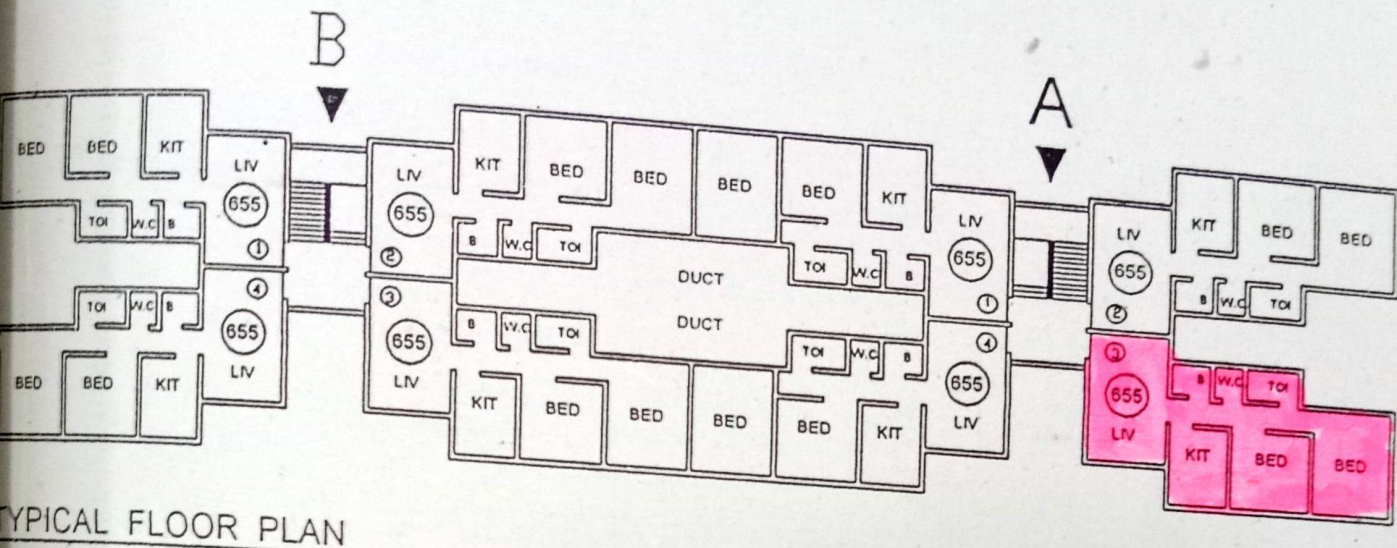 B
A
BED BED KIT
LIV
655
1
TOI W.C B
LIV
655
2
KIT BED BED BED BED KIT
B W.C TOI
TOI W.C B
LIV
655
1
LIV
655
2
KIT BED BED
B W.C TOI
DUCT
DUCT
TOI W.C B
4
655
LIV
BED BED KIT
3
655
LIV
B W.C TOI
TOI W.C B
KIT BED BED BED BED KIT
4
655
LIV
3
655
LIV
B W.C TOI
KIT BED BED
TYPICAL FLOOR PLAN